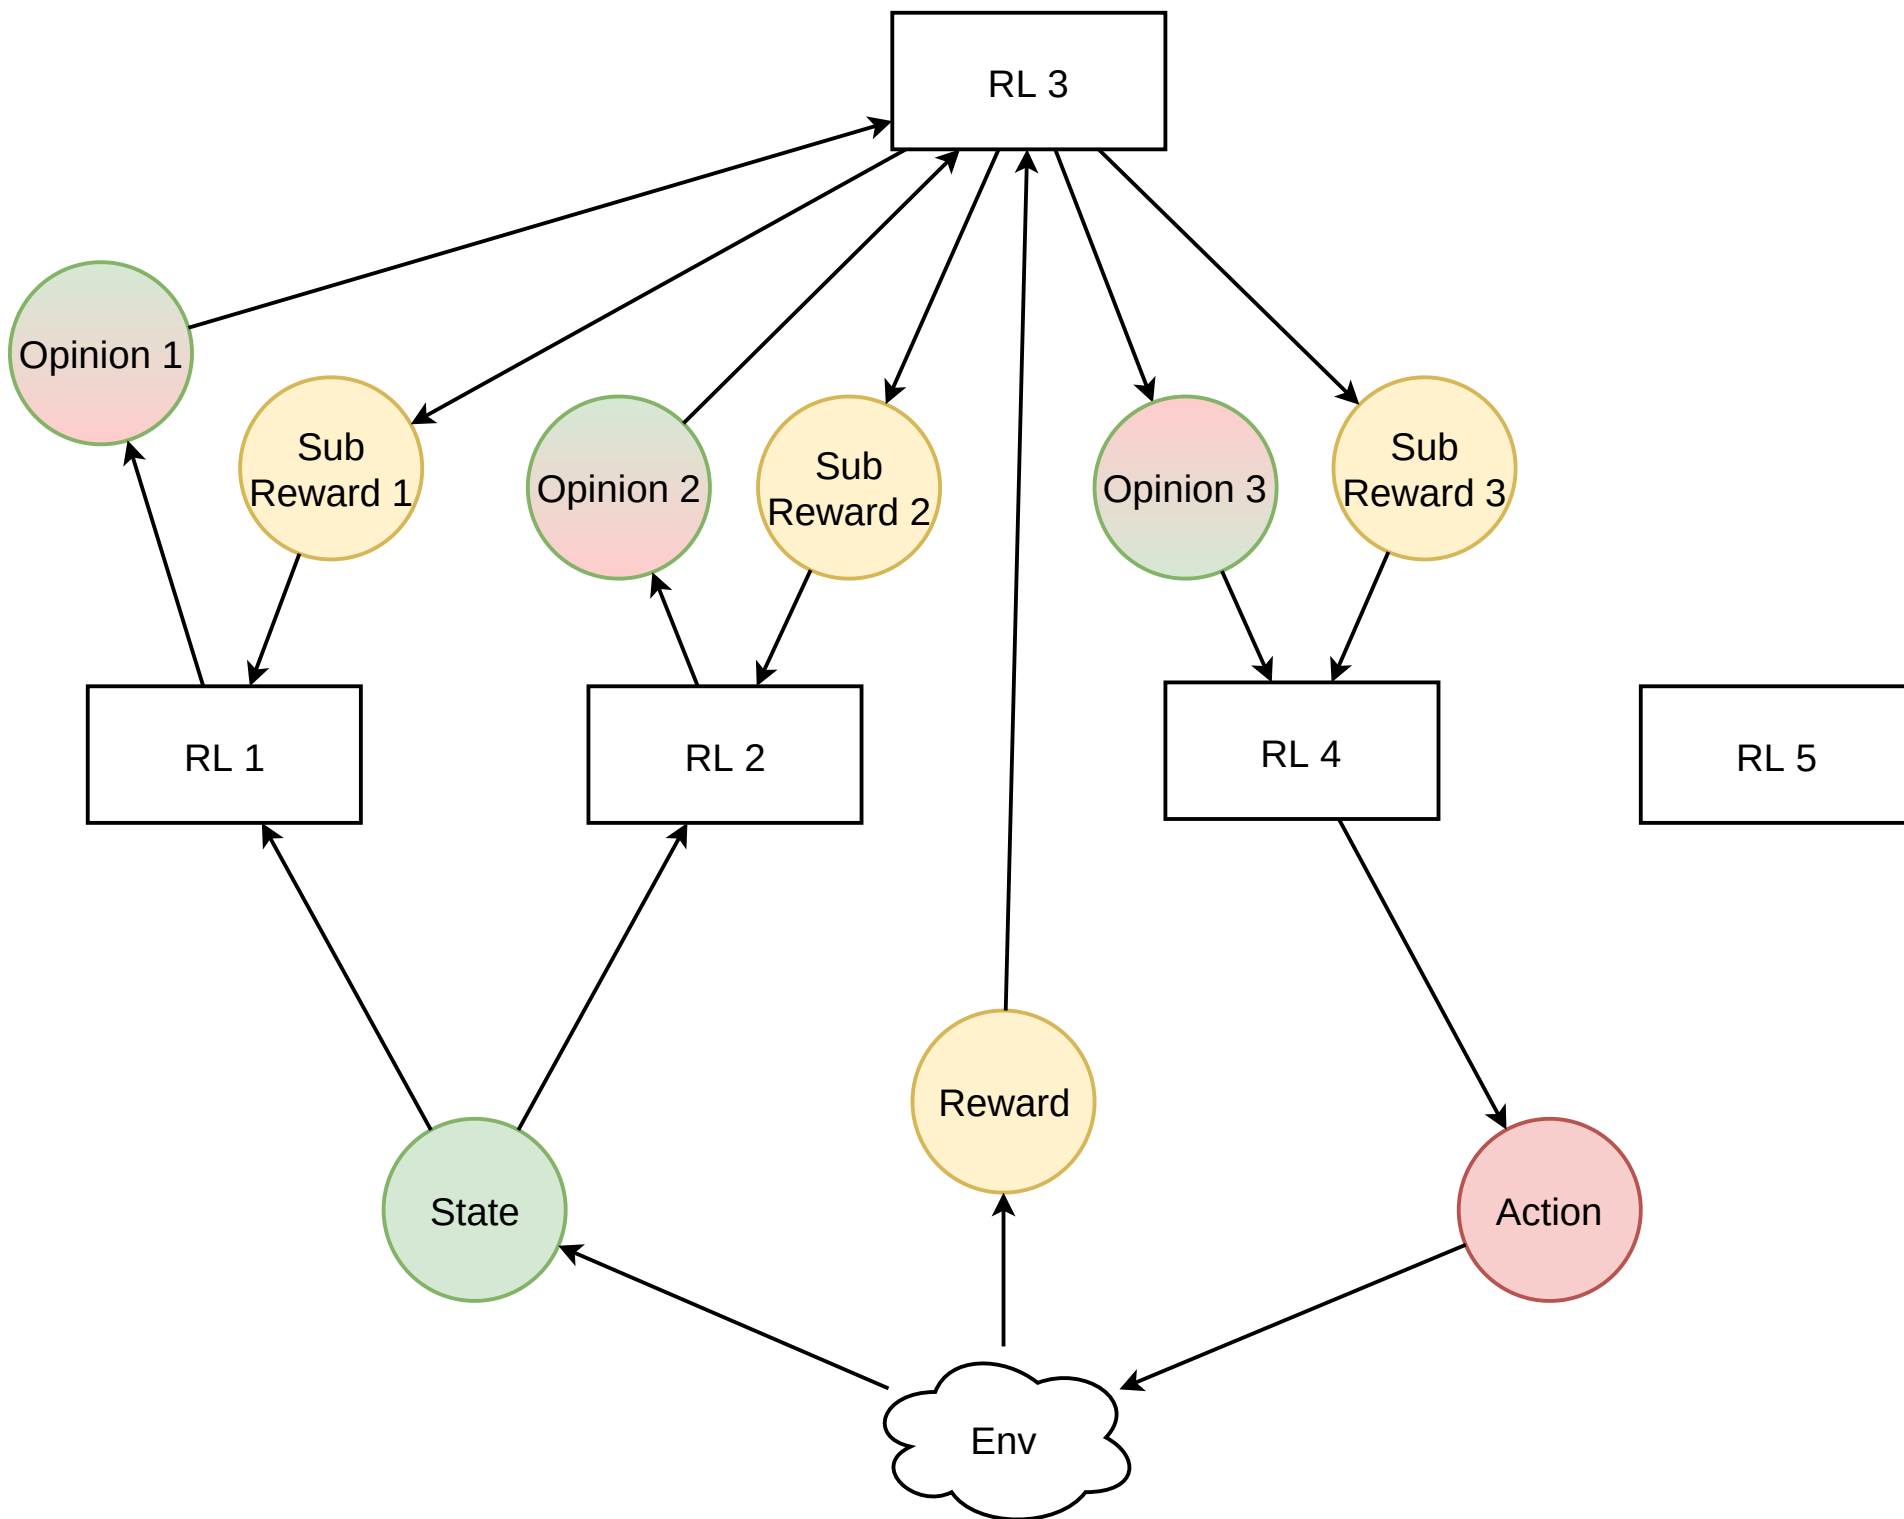 RL 3
Opinion 1
Sub
Reward 1
Opinion 2
Sub
Reward 2
Opinion 3
Sub
Reward 3
RL 1
RL 2
RL 4
RL 5
Reward
State
Action
Env